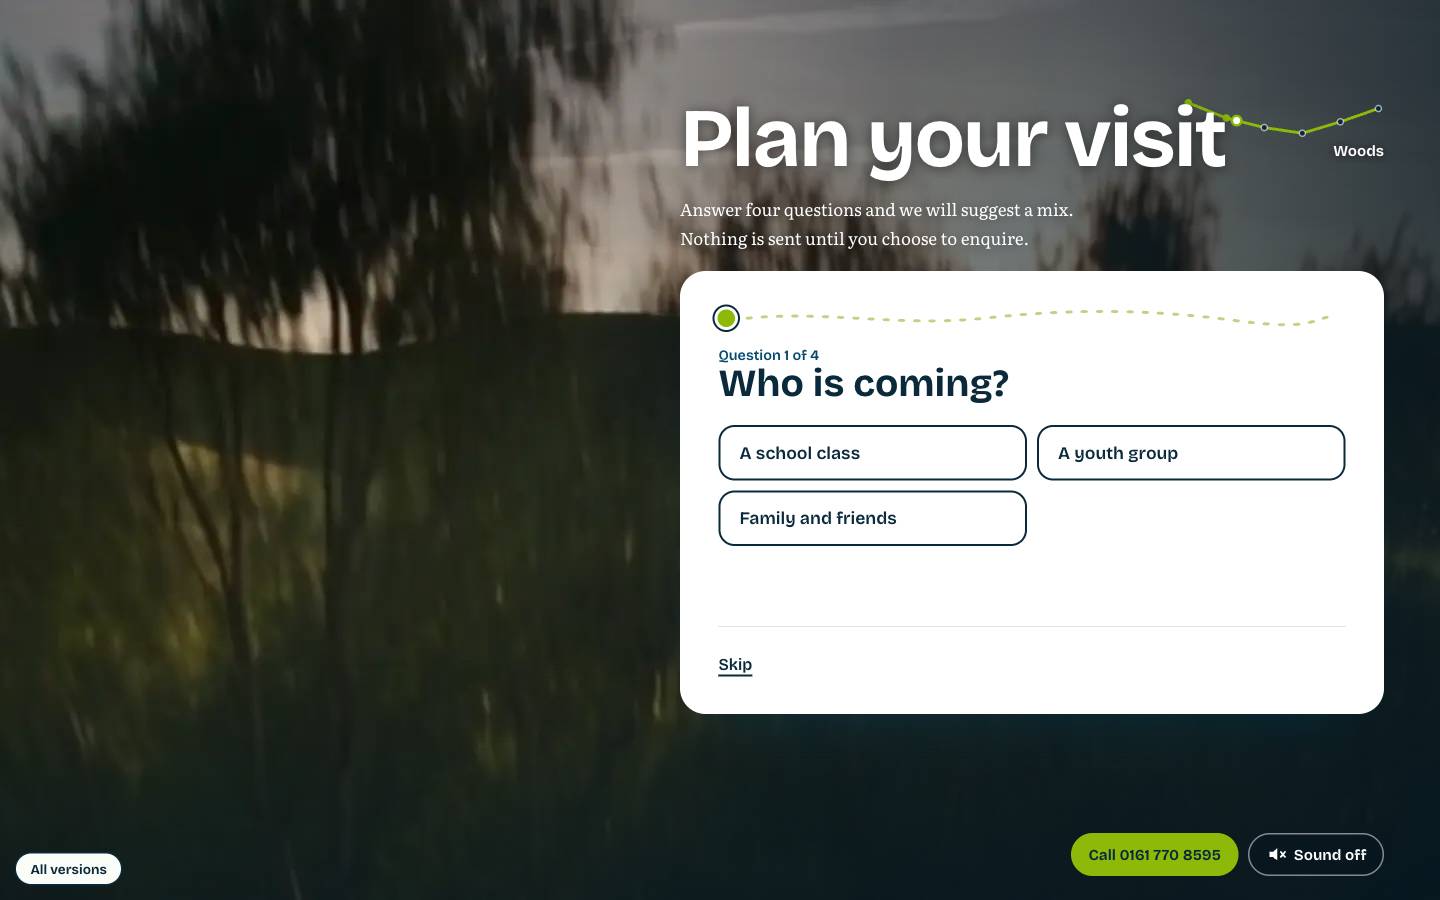 Plan your visit
Woods
Answer four questions and we will suggest a mix.
Nothing is sent until you choose to enquire.
Question 1 of 4
Who is coming?
A school class
A youth group
Family and friends
Skip
All versions
Call 0161 770 8595
Sound off